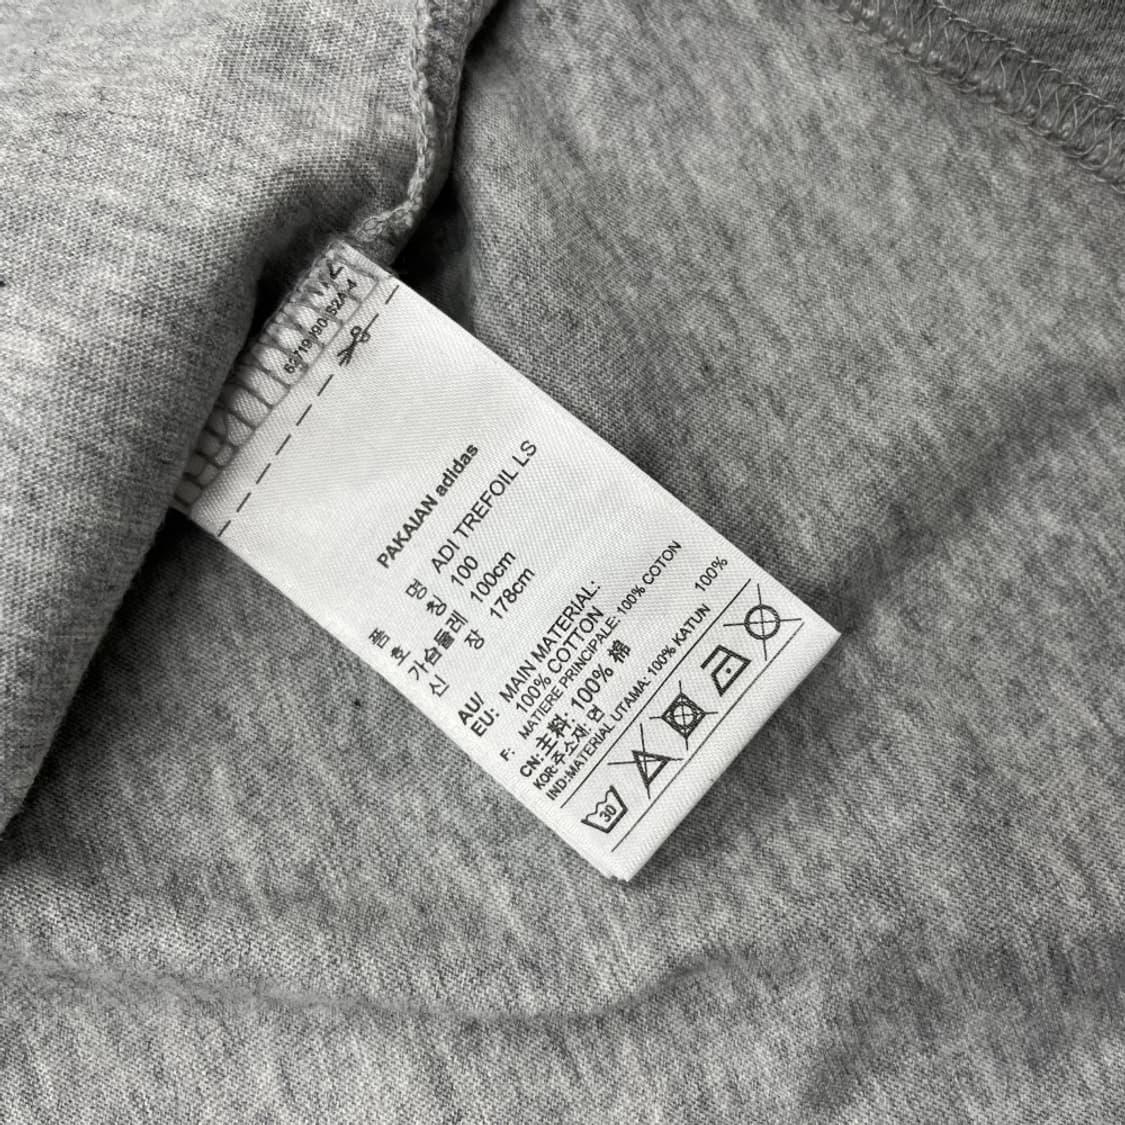 PAKAIAN adidas
품 명 ADI TREFOIL LS
호 칭 100
가슴둘레 100cm
신 장 178cm
AU/
EU: MAIN MATERIAL:
100% COTTON
F: MATIERE PRINCIPALE: 100% COTON
CN:主料: 100% 棉
KOR:주소재: 면 100%
IND:MATERIAL UTAMA: 100% KATUN
30